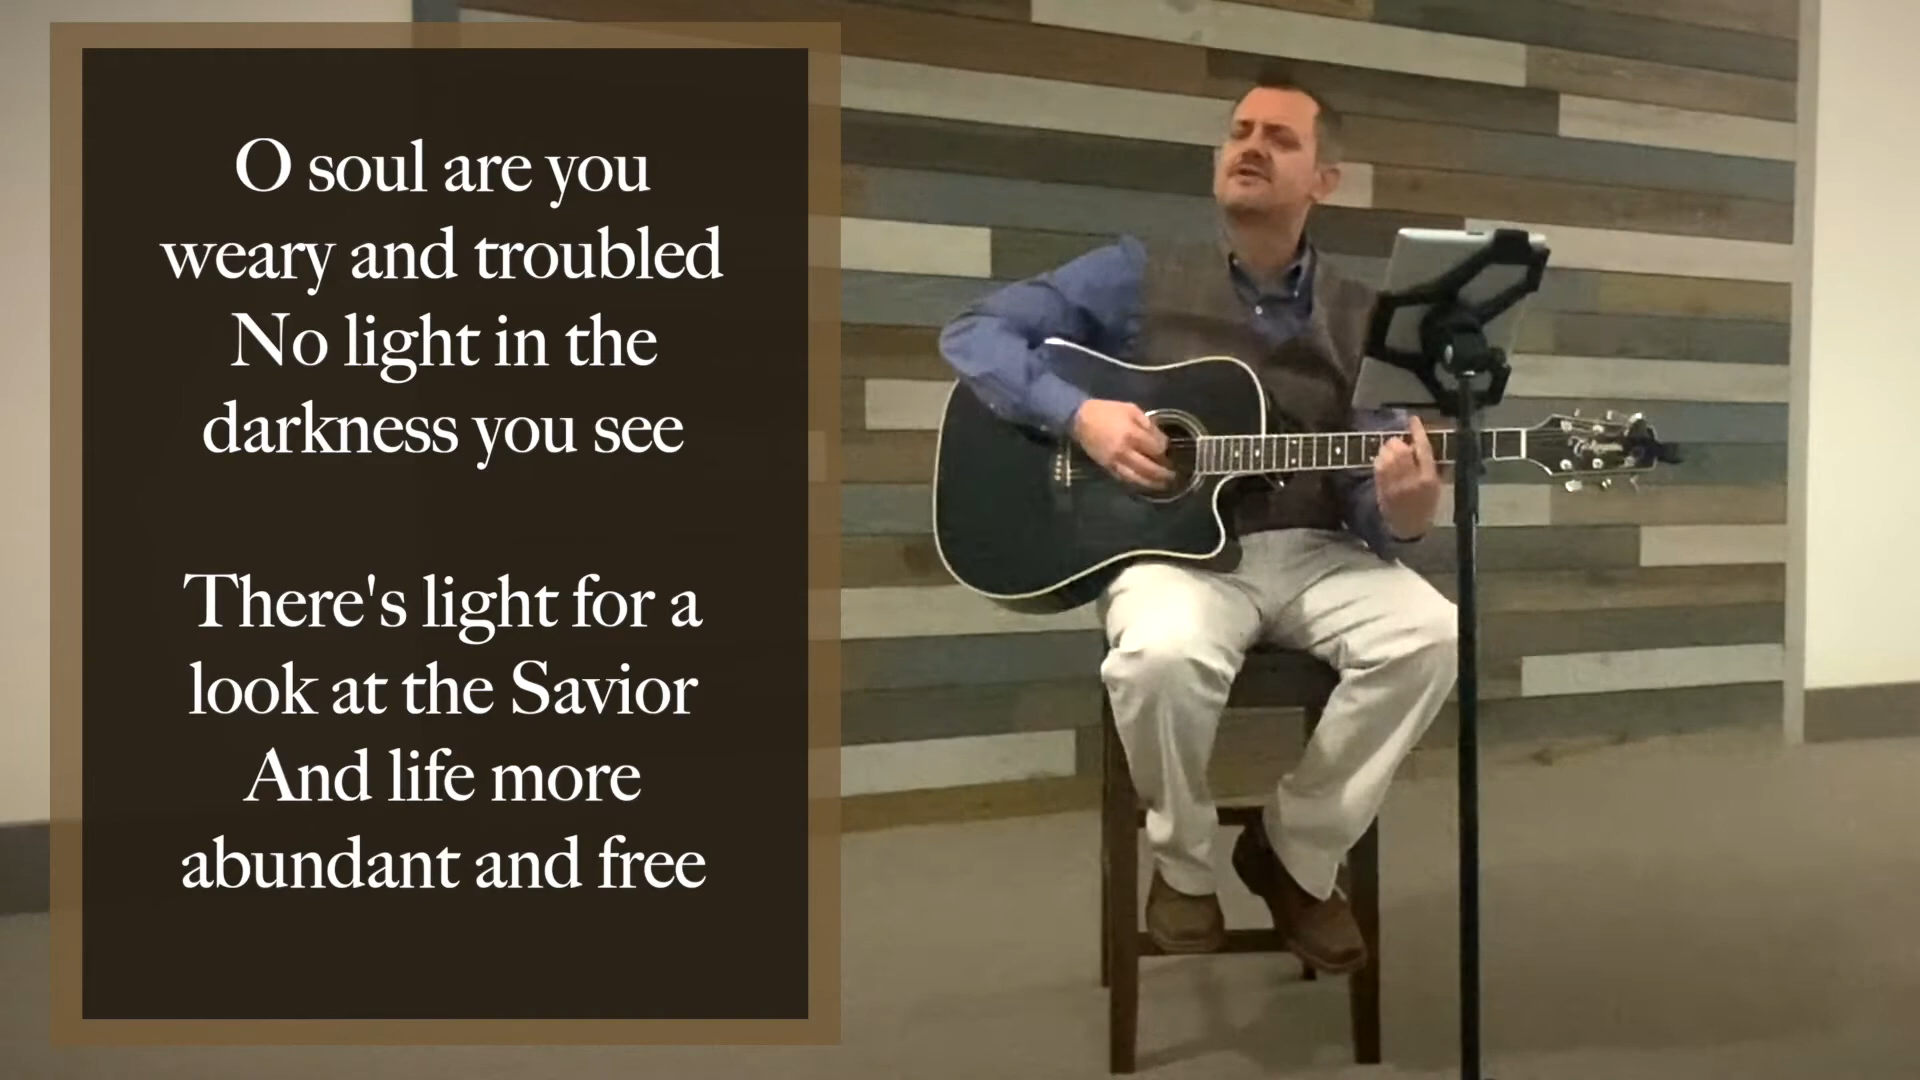 O soul are you
weary and troubled
No light in the
darkness you see
There's light for a
look at the Savior
And life more
abundant and free